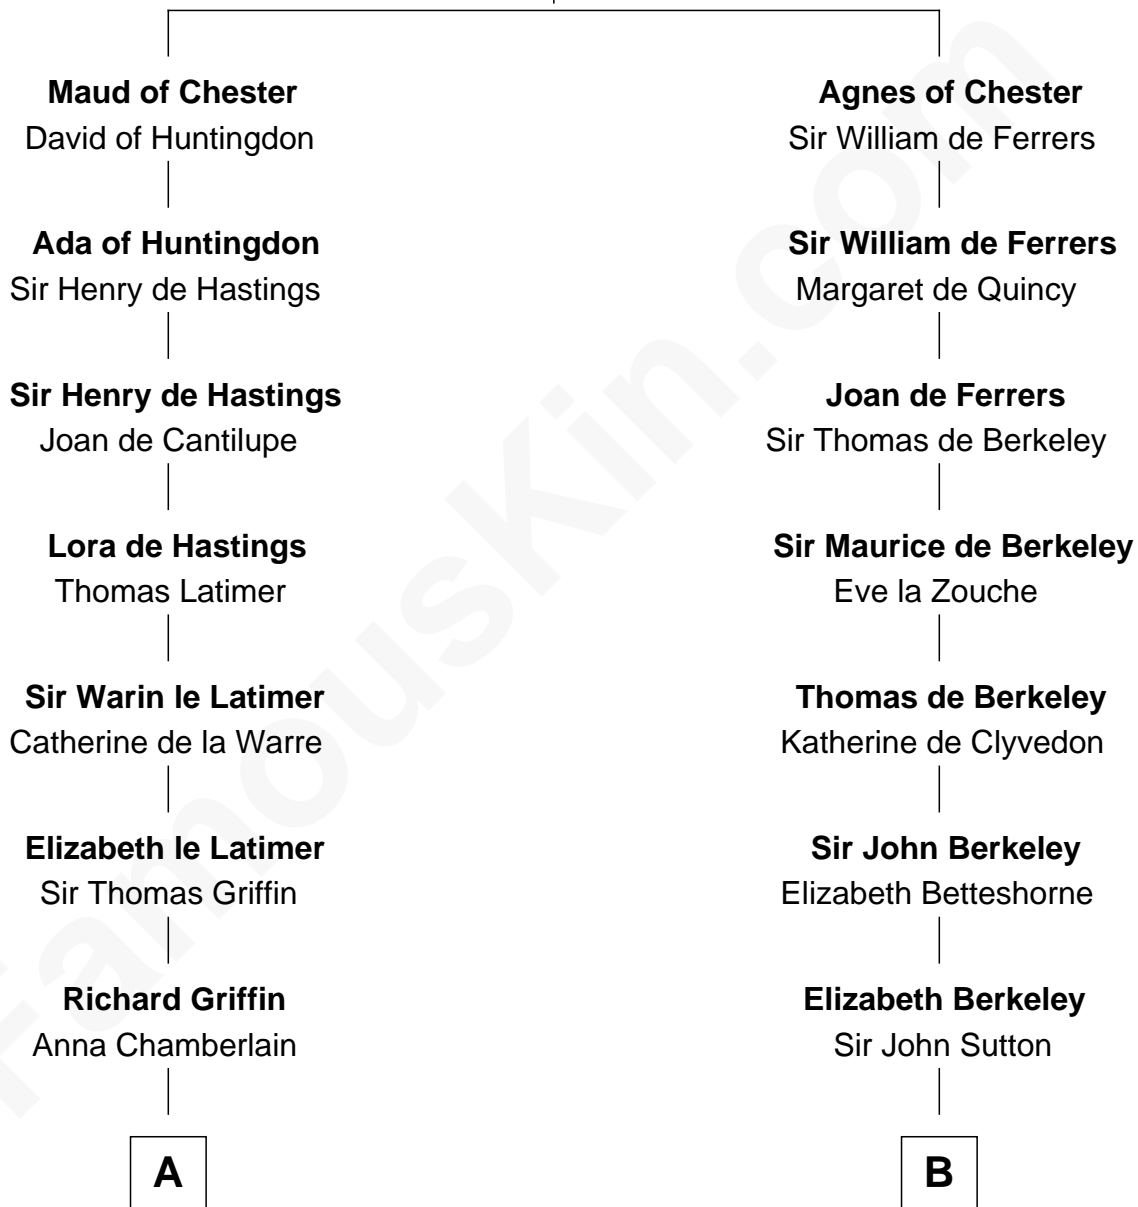 Maud of Chester
David of Huntingdon
Ada of Huntingdon
Sir Henry de Hastings
Sir Henry de Hastings
Joan de Cantilupe
Lora de Hastings
Thomas Latimer
Sir Warin le Latimer
Catherine de la Warre
Elizabeth le Latimer
Sir Thomas Griffin
Richard Griffin
Anna Chamberlain
A
Agnes of Chester
Sir William de Ferrers
Sir William de Ferrers
Margaret de Quincy
Joan de Ferrers
Sir Thomas de Berkeley
Sir Maurice de Berkeley
Eve la Zouche
Thomas de Berkeley
Katherine de Clyvedon
Sir John Berkeley
Elizabeth Betteshorne
Elizabeth Berkeley
Sir John Sutton
B
FamousKin.com